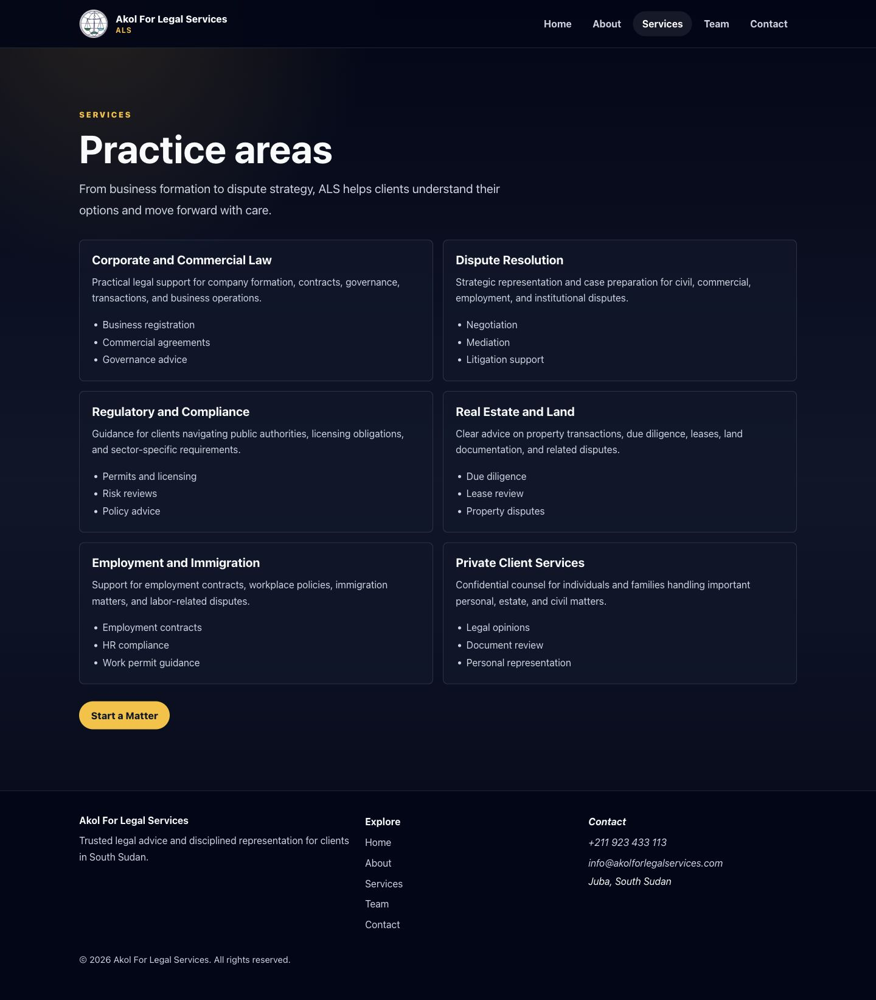 Akol For Legal Services
ALS
Home
About
Services
Team
Contact
SERVICES
Practice areas
From business formation to dispute strategy, ALS helps clients understand their
options and move forward with care.
Corporate and Commercial Law
Practical legal support for company formation, contracts, governance,
transactions, and business operations.
• Business registration
• Commercial agreements
• Governance advice
Dispute Resolution
Strategic representation and case preparation for civil, commercial,
employment, and institutional disputes.
• Negotiation
• Mediation
• Litigation support
Regulatory and Compliance
Guidance for clients navigating public authorities, licensing obligations,
and sector-specific requirements.
• Permits and licensing
• Risk reviews
• Policy advice
Real Estate and Land
Clear advice on property transactions, due diligence, leases, land
documentation, and related disputes.
• Due diligence
• Lease review
• Property disputes
Employment and Immigration
Support for employment contracts, workplace policies, immigration
matters, and labor-related disputes.
• Employment contracts
• HR compliance
• Work permit guidance
Private Client Services
Confidential counsel for individuals and families handling important
personal, estate, and civil matters.
• Legal opinions
• Document review
• Personal representation
Start a Matter
Akol For Legal Services
Trusted legal advice and disciplined representation for clients
in South Sudan.
Explore
Home
About
Services
Team
Contact
Contact
+211 923 433 113
info@akolforlegalservices.com
Juba, South Sudan
© 2026 Akol For Legal Services. All rights reserved.